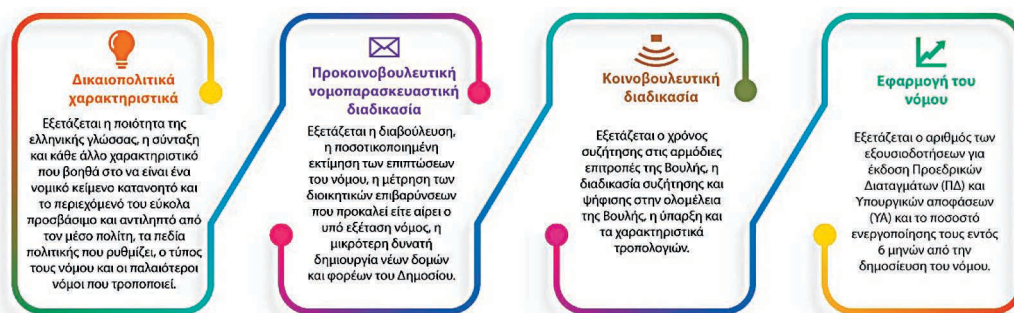 Δικαιοπολιτικά
χαρακτηριστικά
Εξετάζεται η ποιότητα της
ελληνικής γλώσσας, η σύνταξη
και κάθε άλλο χαρακτηριστικό
που βοηθά στο να είναι ένα
νομικό κείμενο κατανοητό και
το περιεχόμενό του εύκολα
προσβάσιμο και αντιληπτό από
τον μέσο πολίτη, τα πεδία
πολιτικής που ρυθμίζει, ο τύπος
τους νόμου και οι παλαιότεροι
νόμοι που τροποποιεί.
Προκοινοβουλευτική
νομοπαρασκευαστική
διαδικασία
Εξετάζεται η διαβούλευση,
η ποσοτικοποιημένη
εκτίμηση των επιπτώσεων
του νόμου, η μέτρηση των
διοικητικών επιβαρύνσεων
που προκαλεί είτε αίρει ο
υπό εξέταση νόμος, η
μικρότερη δυνατή
δημιουργία νέων δομών
και φορέων του Δημοσίου.
Κοινοβουλευτική
διαδικασία
Εξετάζεται ο χρόνος
συζήτησης στις αρμόδιες
επιτροπές της Βουλής, η
διαδικασία συζήτησης και
ψήφισης στην ολομέλεια
της Βουλής, η ύπαρξη και
τα χαρακτηριστικά
τροπολογιών.
Εφαρμογή του
νόμου
Εξετάζεται ο αριθμός των
εξουσιοδοτήσεων για
έκδοση Προεδρικών
Διαταγμάτων (ΠΔ) και
Υπουργικών αποφάσεων
(ΥΑ) και το ποσοστό
ενεργοποίησης τους εντός
6 μηνών από την
δημοσίευση του νόμου.